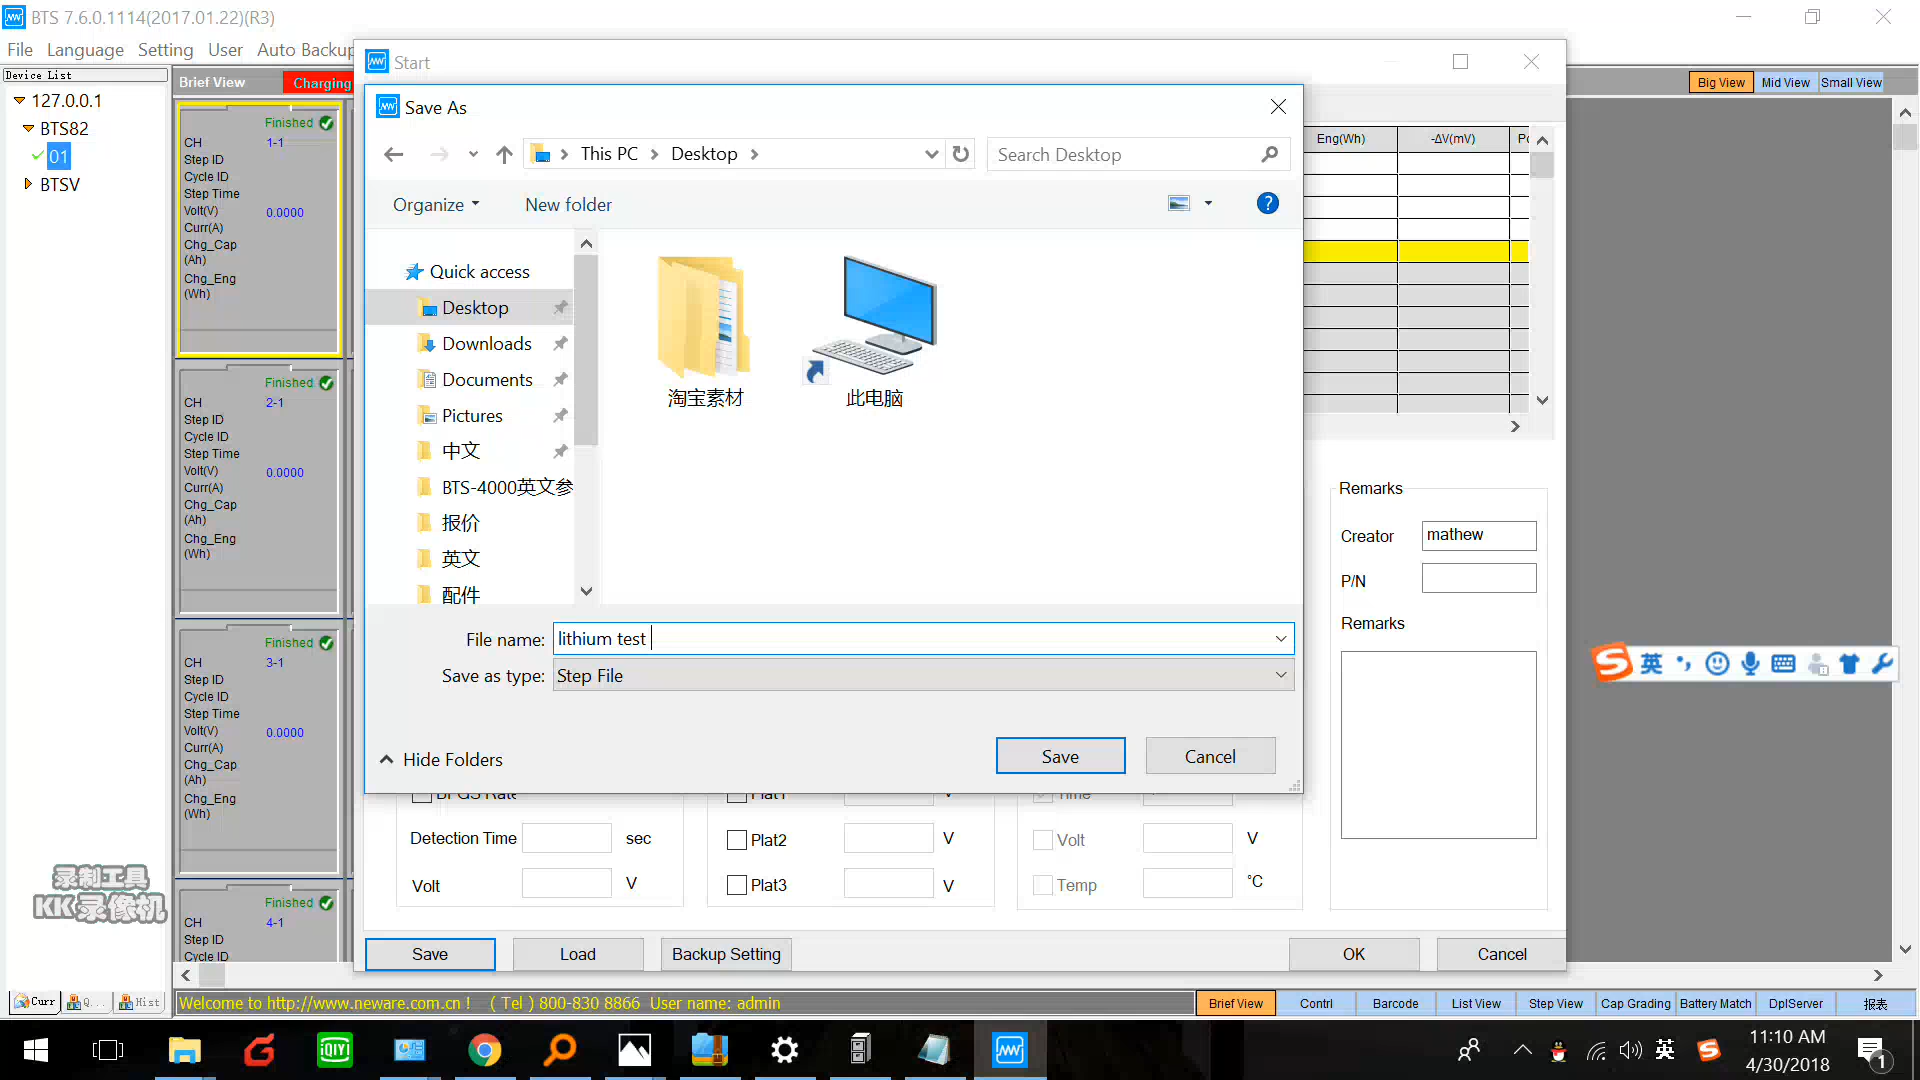 BTS 7.6.0.1114(2017.01.22)(R3)
File Language Setting User Auto Backup
Start
Device List
Brief View
Charging
Big View
Mid View
Small View
127.0.0.1
BTS82
01
BTSV
Save As
This PC
Desktop
Search Desktop
Organize
New folder
Quick access
Desktop
Downloads
Documents
Pictures
中文
BTS-4000英文参
报价
英文
配件
淘宝素材
此电脑
File name: lithium test
Save as type: Step File
Hide Folders
Save
Cancel
Eng(Wh)
-ΔV(mV)
Finished
CH 1-1
Step ID
Cycle ID
Step Time
Volt(V) 0.0000
Curr(A)
Chg_Cap
(Ah)
Chg_Eng
(Wh)
Finished
CH 2-1
Step ID
Cycle ID
Step Time
Volt(V) 0.0000
Curr(A)
Chg_Cap
(Ah)
Chg_Eng
(Wh)
Finished
CH 3-1
Step ID
Cycle ID
Step Time
Volt(V) 0.0000
Curr(A)
Chg_Cap
(Ah)
Chg_Eng
(Wh)
Finished
CH 4-1
Step ID
Cycle ID
Remarks
Creator mathew
P/N
Remarks
英
Plat1
Time
Detection Time sec
Plat2 V
Volt V
Volt V
Plat3 V
Temp °C
Save
Load
Backup Setting
OK
Cancel
录制工具
KK录像机
Curr
Q...
Hist
Welcome to http://www.neware.com.cn ! ( Tel ) 800-830 8866 User name: admin
Brief View
Contrl
Barcode
List View
Step View
Cap Grading
Battery Match
DplServer
报表
iQIYI
英
11:10 AM
4/30/2018
1